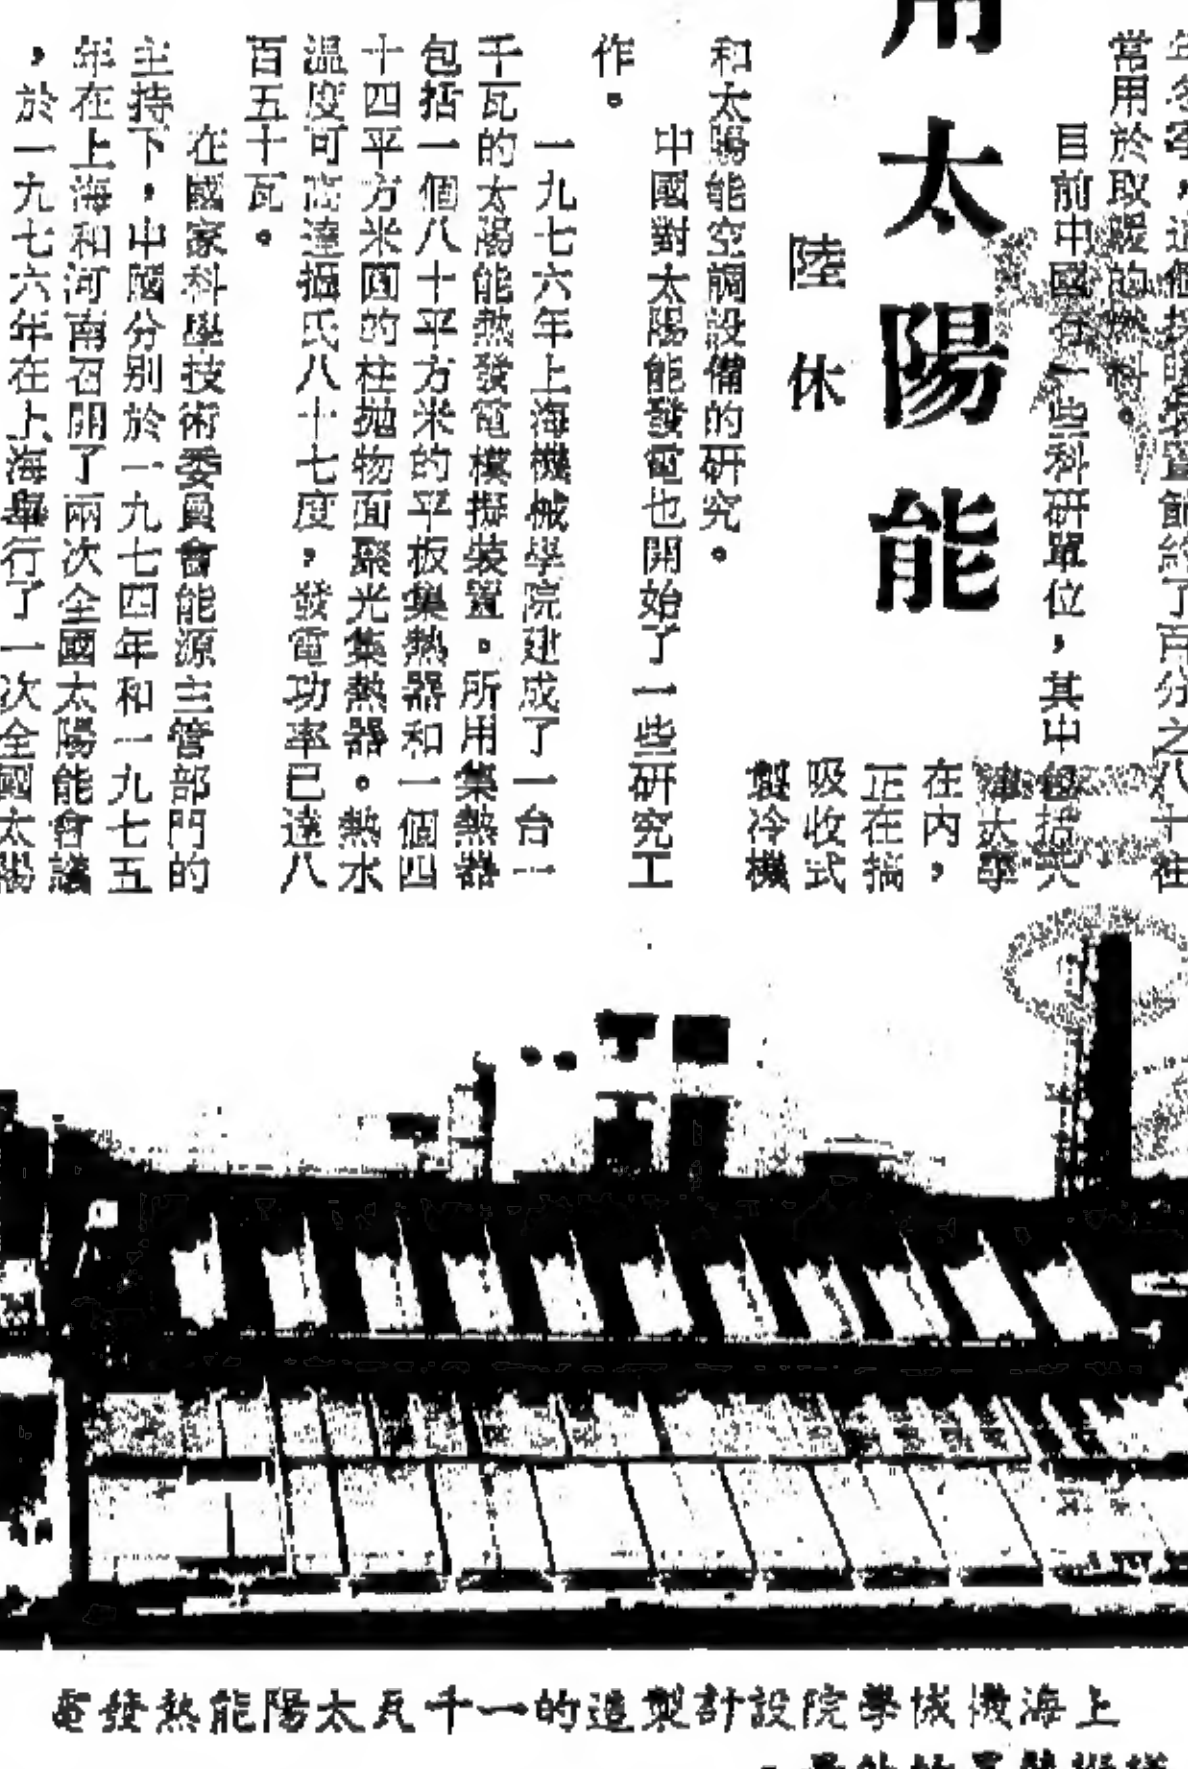 常用於取暖的燃料。
目前中國有一些科研單位，其中包括天
津大學
在內，
正在搞
吸收式
製冷機
用太陽能
陸休
和太陽能空調設備的研究。
中國對太陽能發電也開始了一些研究工
作。
一九七六年上海機械學院建成了一台一
千瓦的太陽能熱發電模擬裝置。所用集熱器
包括一個八十平方米的平板集熱器和一個四
十四平方米面的柱拋物面聚光集熱器。熱水
溫度可高達攝氏八十七度，發電功率已達八
百五十瓦。
在國家科學技術委員會能源主管部門的
主持下，中國分別於一九七四年和一九七五
年在上海和河南召開了兩次全國太陽能會議
，於一九七六年在上海舉行了一次全國太陽
上海機械學院設計製造的一千瓦太陽能熱發電